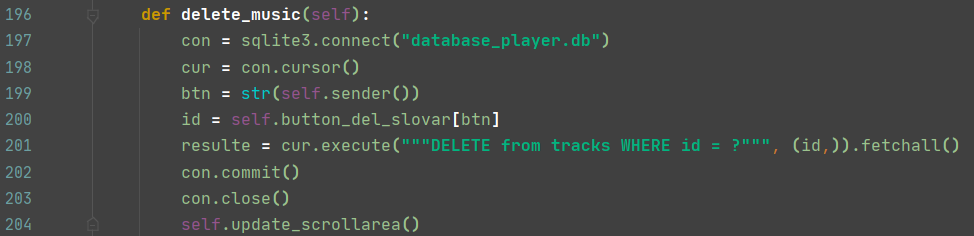 196 def delete_music(self):
197 con = sqlite3.connect("database_player.db")
198 cur = con.cursor()
199 btn = str(self.sender())
200 id = self.button_del_slovar[btn]
201 resulte = cur.execute("""DELETE from tracks WHERE id = ?""", (id,)).fetchall()
202 con.commit()
203 con.close()
204 self.update_scrollarea()